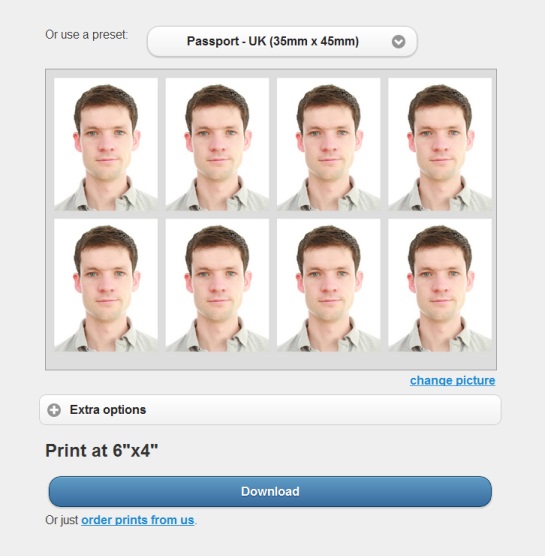 Or use a preset:
Passport - UK (35mm x 45mm)
change picture
Extra options
Print at 6"x4"
Download
Or just order prints from us.